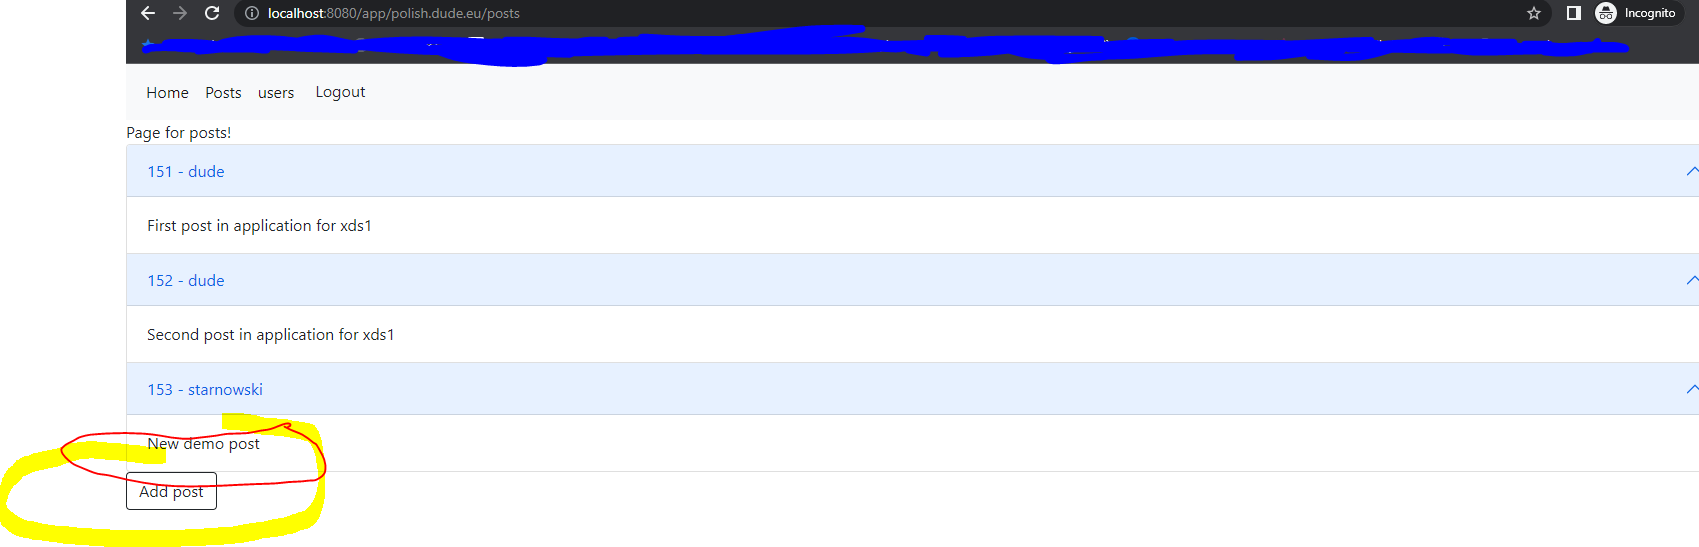 localhost:8080/app/polish.dude.eu/posts
Incognito
Home Posts users Logout
Page for posts!
151 - dude
First post in application for xds1
152 - dude
Second post in application for xds1
153 - starnowski
New demo post
Add post